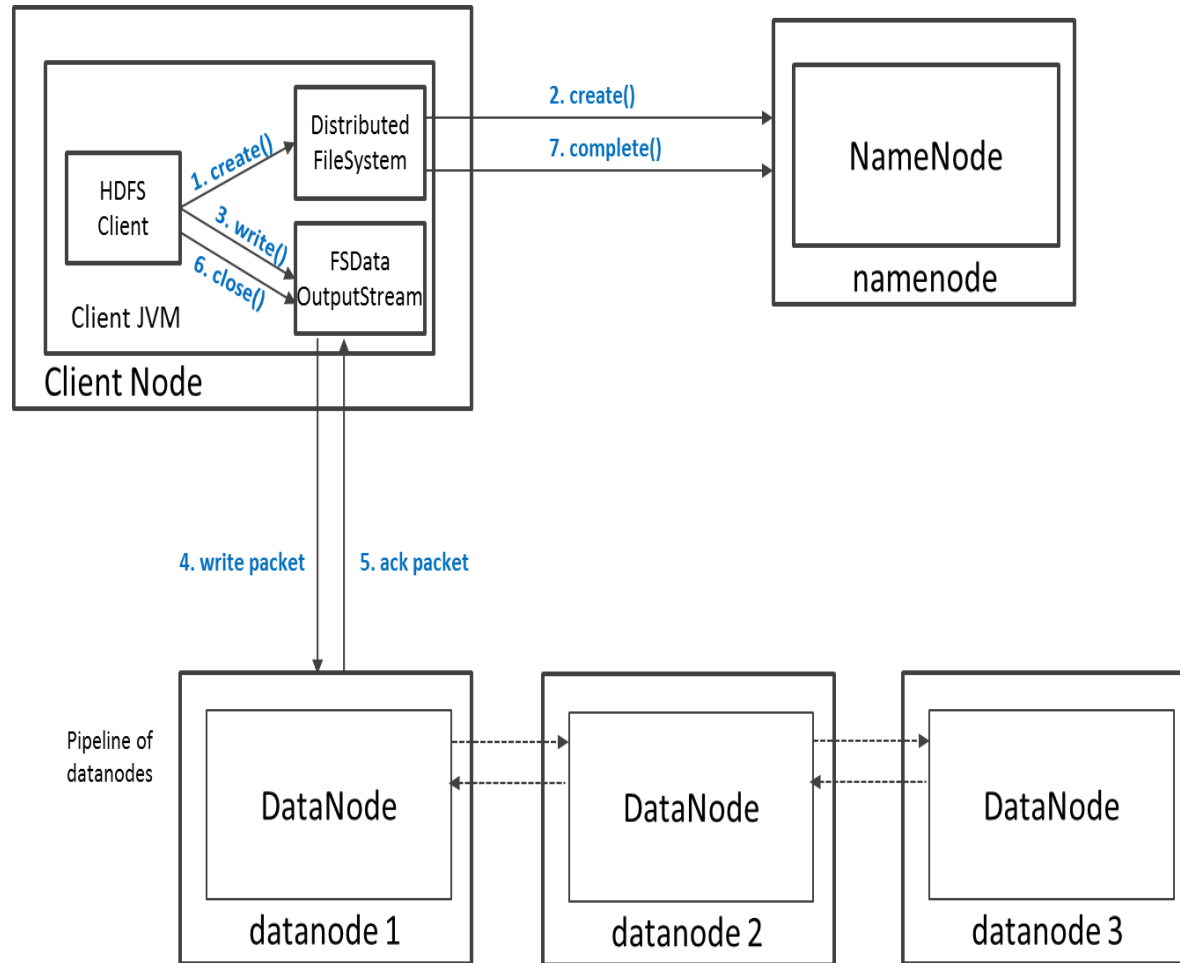 Distributed
FileSystem
HDFS
Client
1. create()
3. write()
6. close()
FSData
OutputStream
Client JVM
Client Node
2. create()
7. complete()
NameNode
namenode
4. write packet
5. ack packet
Pipeline of
datanodes
DataNode
datanode 1
DataNode
datanode 2
DataNode
datanode 3